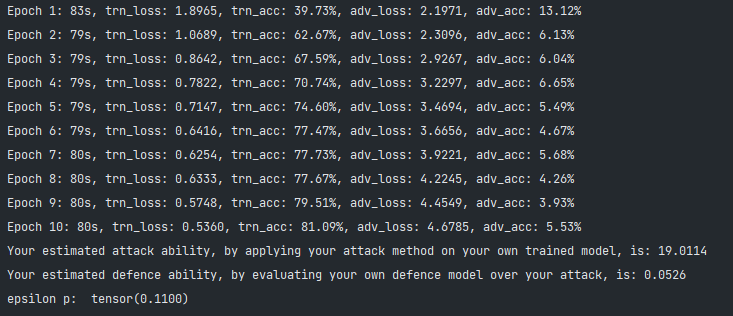 Epoch 1: 83s, trn_loss: 1.8965, trn_acc: 39.73%, adv_loss: 2.1971, adv_acc: 13.12%
Epoch 2: 79s, trn_loss: 1.0689, trn_acc: 62.67%, adv_loss: 2.3096, adv_acc: 6.13%
Epoch 3: 79s, trn_loss: 0.8642, trn_acc: 67.59%, adv_loss: 2.9267, adv_acc: 6.04%
Epoch 4: 79s, trn_loss: 0.7822, trn_acc: 70.74%, adv_loss: 3.2297, adv_acc: 6.65%
Epoch 5: 79s, trn_loss: 0.7147, trn_acc: 74.60%, adv_loss: 3.4694, adv_acc: 5.49%
Epoch 6: 79s, trn_loss: 0.6416, trn_acc: 77.47%, adv_loss: 3.6656, adv_acc: 4.67%
Epoch 7: 80s, trn_loss: 0.6254, trn_acc: 77.73%, adv_loss: 3.9221, adv_acc: 5.68%
Epoch 8: 80s, trn_loss: 0.6333, trn_acc: 77.67%, adv_loss: 4.2245, adv_acc: 4.26%
Epoch 9: 80s, trn_loss: 0.5748, trn_acc: 79.51%, adv_loss: 4.4549, adv_acc: 3.93%
Epoch 10: 80s, trn_loss: 0.5360, trn_acc: 81.09%, adv_loss: 4.6785, adv_acc: 5.53%
Your estimated attack ability, by applying your attack method on your own trained model, is: 19.0114
Your estimated defence ability, by evaluating your own defence model over your attack, is: 0.0526
epsilon p:  tensor(0.1100)